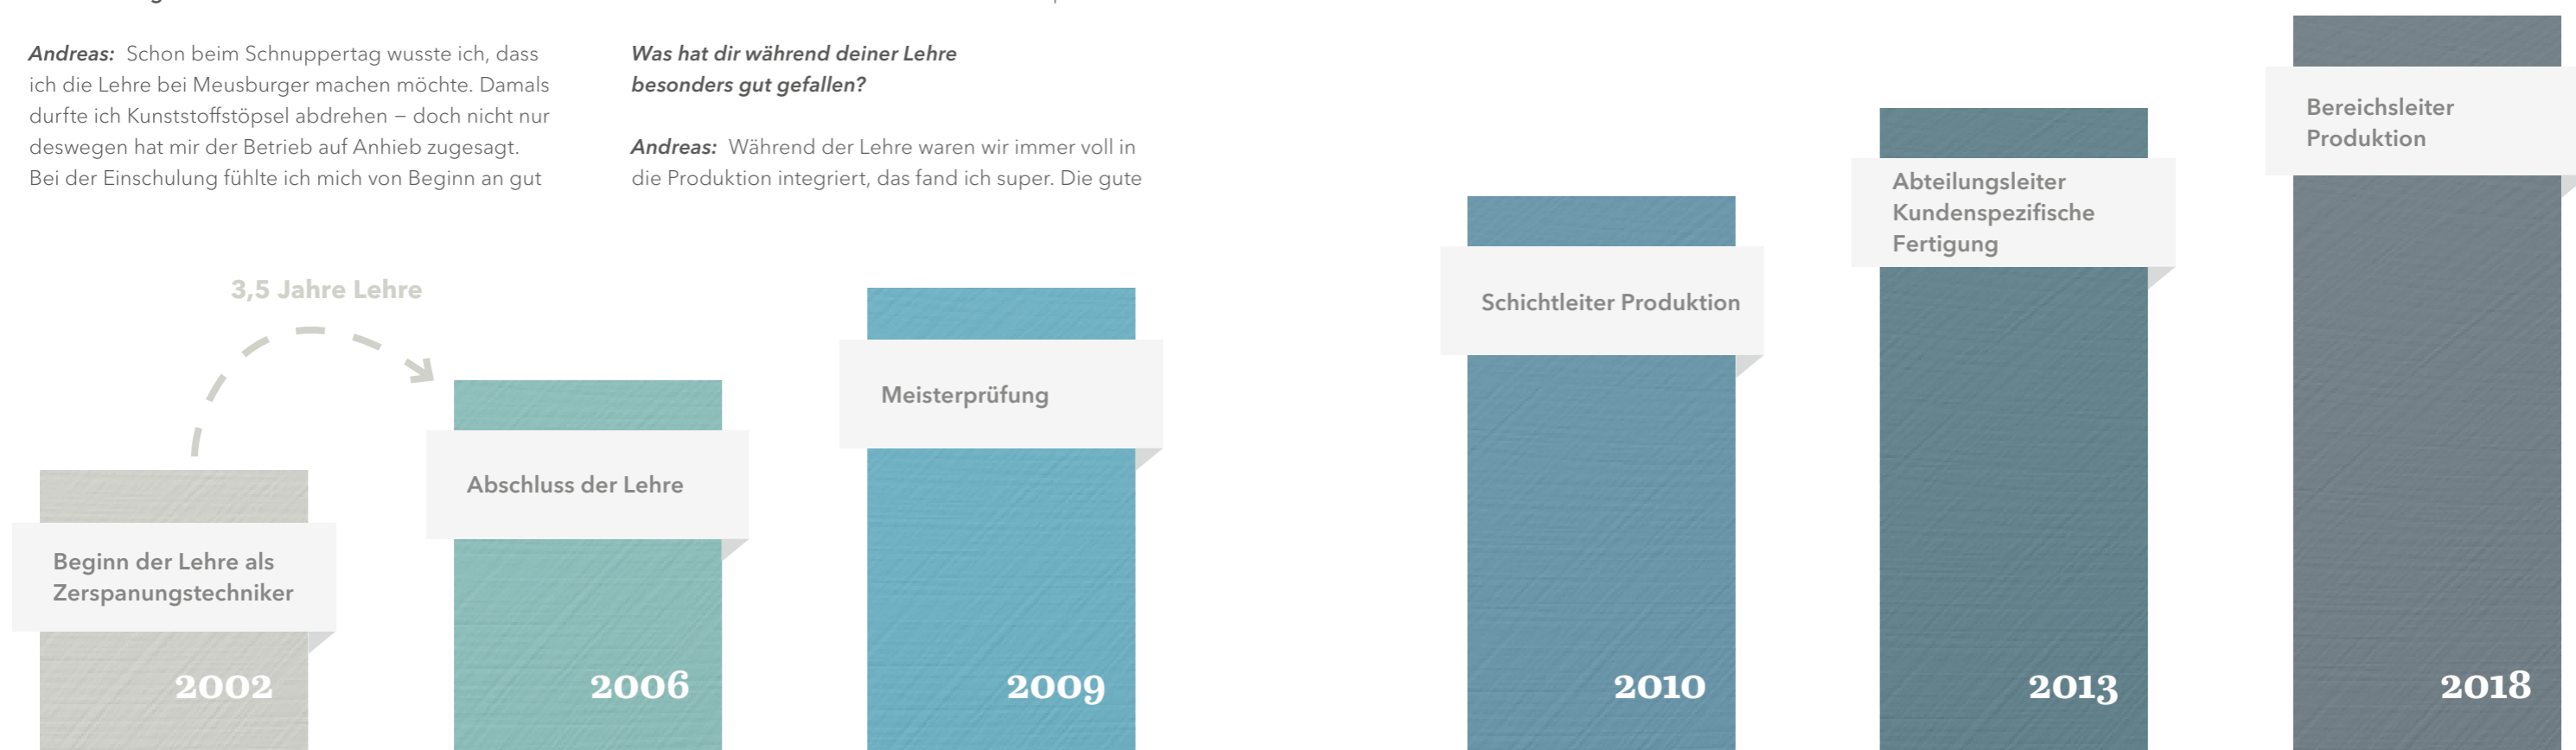 Andreas: Schon beim Schnuppertag wusste ich, dass
ich die Lehre bei Meusburger machen möchte. Damals
durfte ich Kunststoffstöpsel abdrehen – doch nicht nur
deswegen hat mir der Betrieb auf Anhieb zugesagt.
Bei der Einschulung fühlte ich mich von Beginn an gut
Was hat dir während deiner Lehre
besonders gut gefallen?
Andreas: Während der Lehre waren wir immer voll in
die Produktion integriert, das fand ich super. Die gute
3,5 Jahre Lehre
Beginn der Lehre als
Zerspanungstechniker
2002
Abschluss der Lehre
2006
Meisterprüfung
2009
Schichtleiter Produktion
2010
Abteilungsleiter
Kundenspezifische
Fertigung
2013
Bereichsleiter
Produktion
2018